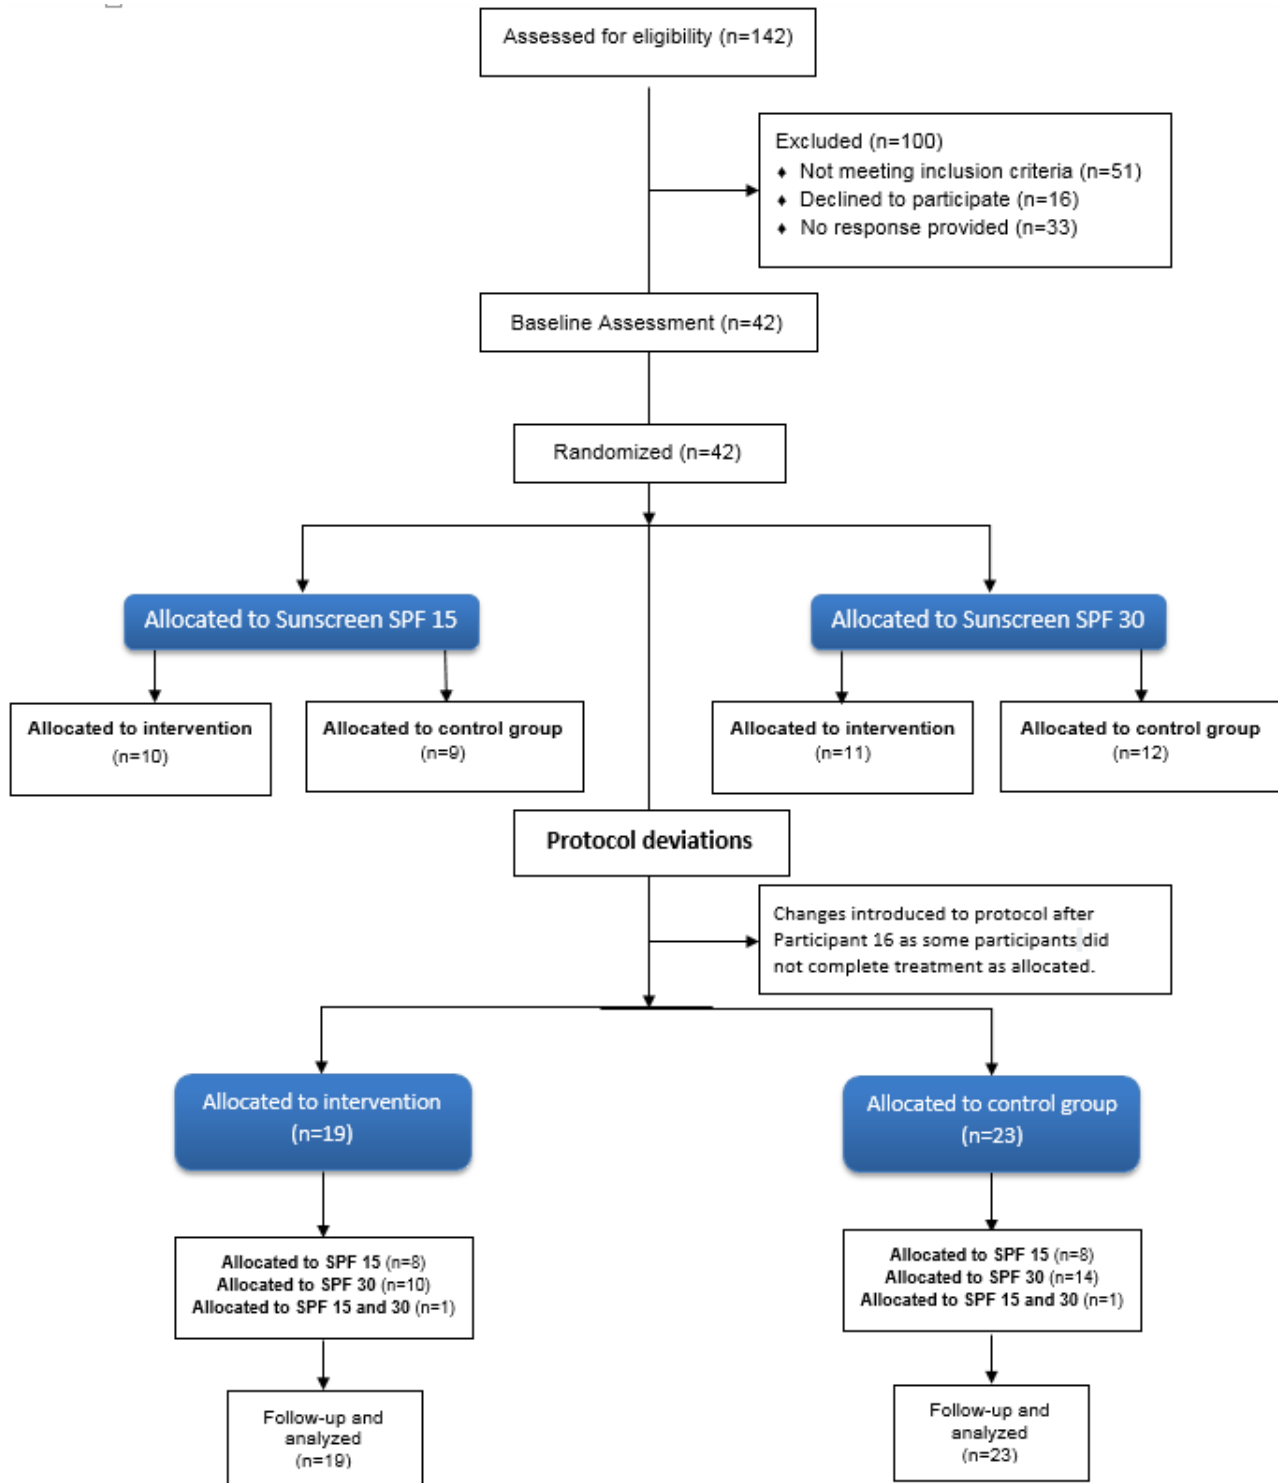 Assessed for eligibility (n=142)
Excluded (n=100)
♦ Not meeting inclusion criteria (n=51)
♦ Declined to participate (n=16)
♦ No response provided (n=33)
Baseline Assessment (n=42)
Randomized (n=42)
Allocated to Sunscreen SPF 15
Allocated to Sunscreen SPF 30
Allocated to intervention
(n=10)
Allocated to control group
(n=9)
Allocated to intervention
(n=11)
Allocated to control group
(n=12)
Protocol deviations
Changes introduced to protocol after
Participant 16 as some participants did
not complete treatment as allocated.
Allocated to intervention
(n=19)
Allocated to control group
(n=23)
Allocated to SPF 15 (n=8)
Allocated to SPF 30 (n=10)
Allocated to SPF 15 and 30 (n=1)
Allocated to SPF 15 (n=8)
Allocated to SPF 30 (n=14)
Allocated to SPF 15 and 30 (n=1)
Follow-up and
analyzed
(n=19)
Follow-up and
analyzed
(n=23)